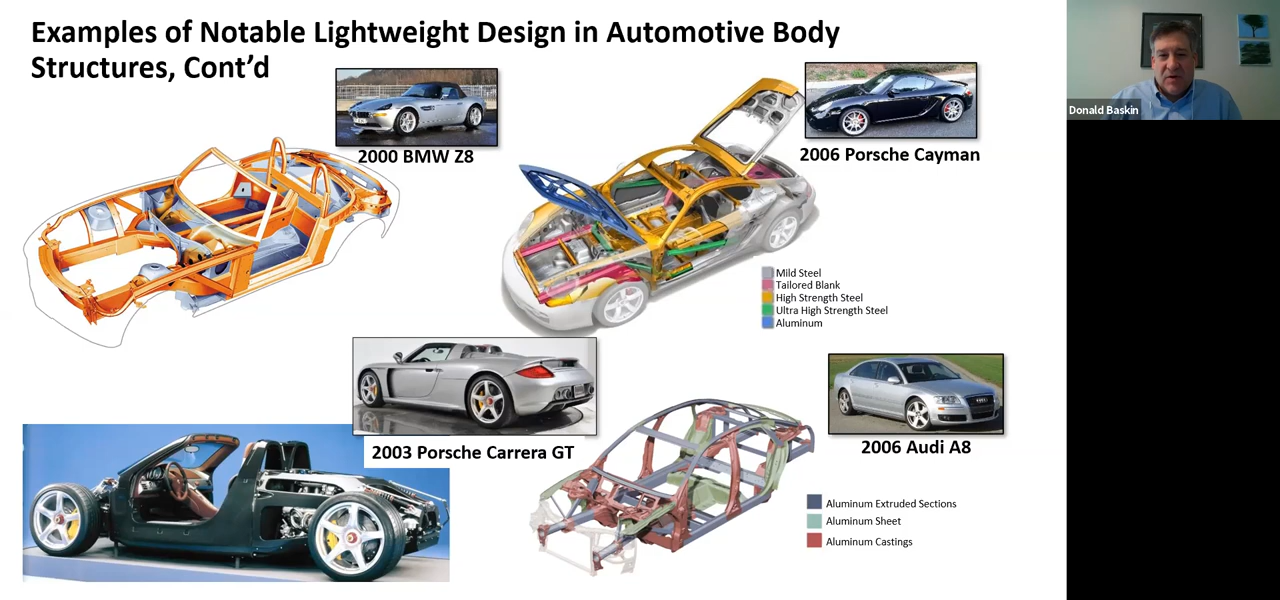 Examples of Notable Lightweight Design in Automotive Body
Structures, Cont’d
Donald Baskin
2000 BMW Z8
2006 Porsche Cayman
Mild Steel
Tailored Blank
High Strength Steel
Ultra High Strength Steel
Aluminum
2003 Porsche Carrera GT
2006 Audi A8
Aluminum Extruded Sections
Aluminum Sheet
Aluminum Castings